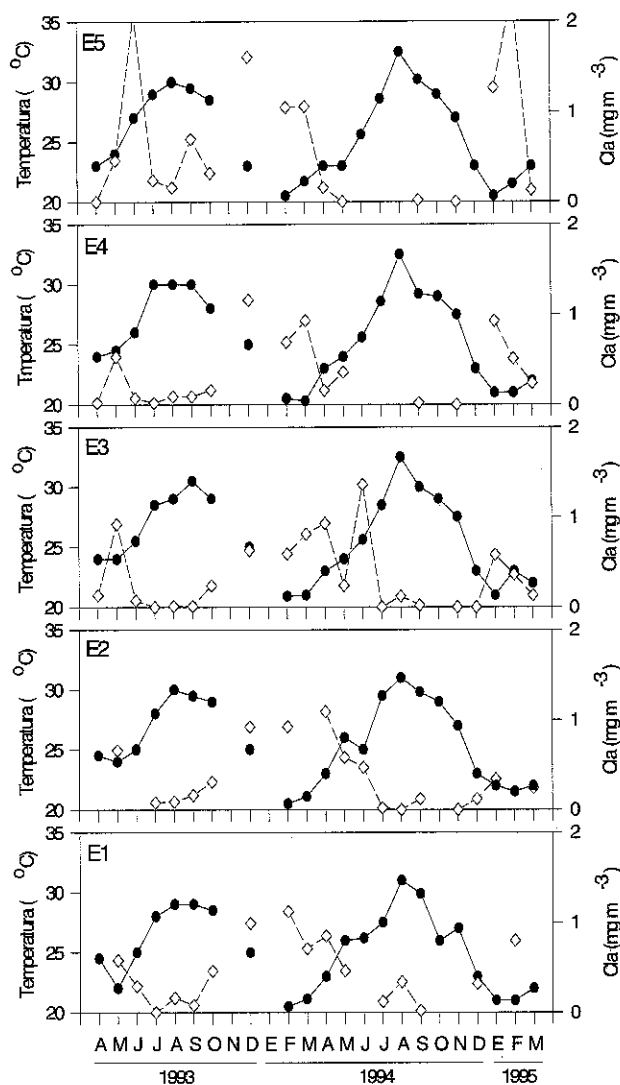 35
30
25
20
Temperatura ( °C)
E5
2
1
0
Cla (mg m -3)
35
30
25
20
Tmperatura ( °C)
E4
2
1
0
Cla (mg m -3)
35
30
25
20
Temperatura ( °C)
E3
2
1
0
Cla (mg m -3)
35
30
25
20
Temperatura ( °C)
E2
2
1
0
Cla (mg m -3)
35
30
25
20
Temperatura ( °C)
E1
2
1
0
Cla (mg m -3)
A M J J A S O N D E F M A M J J A S O N D E F M
1993 1994 1995